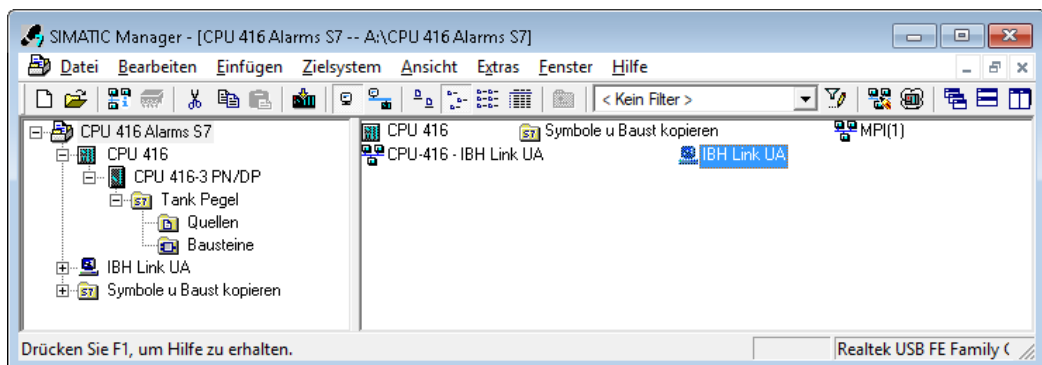 SIMATIC Manager - [CPU 416 Alarms S7 -- A:\CPU 416 Alarms S7]
Datei Bearbeiten Einfügen Zielsystem Ansicht Extras Fenster Hilfe
< Kein Filter >
CPU 416 Alarms S7
CPU 416
CPU 416-3 PN/DP
Tank Pegel
Quellen
Bausteine
IBH Link UA
Symbole u Baust kopieren
CPU 416 Symbole u Baust kopieren MPI(1)
CPU-416 - IBH Link UA IBH Link UA
Drücken Sie F1, um Hilfe zu erhalten. Realtek USB FE Family (